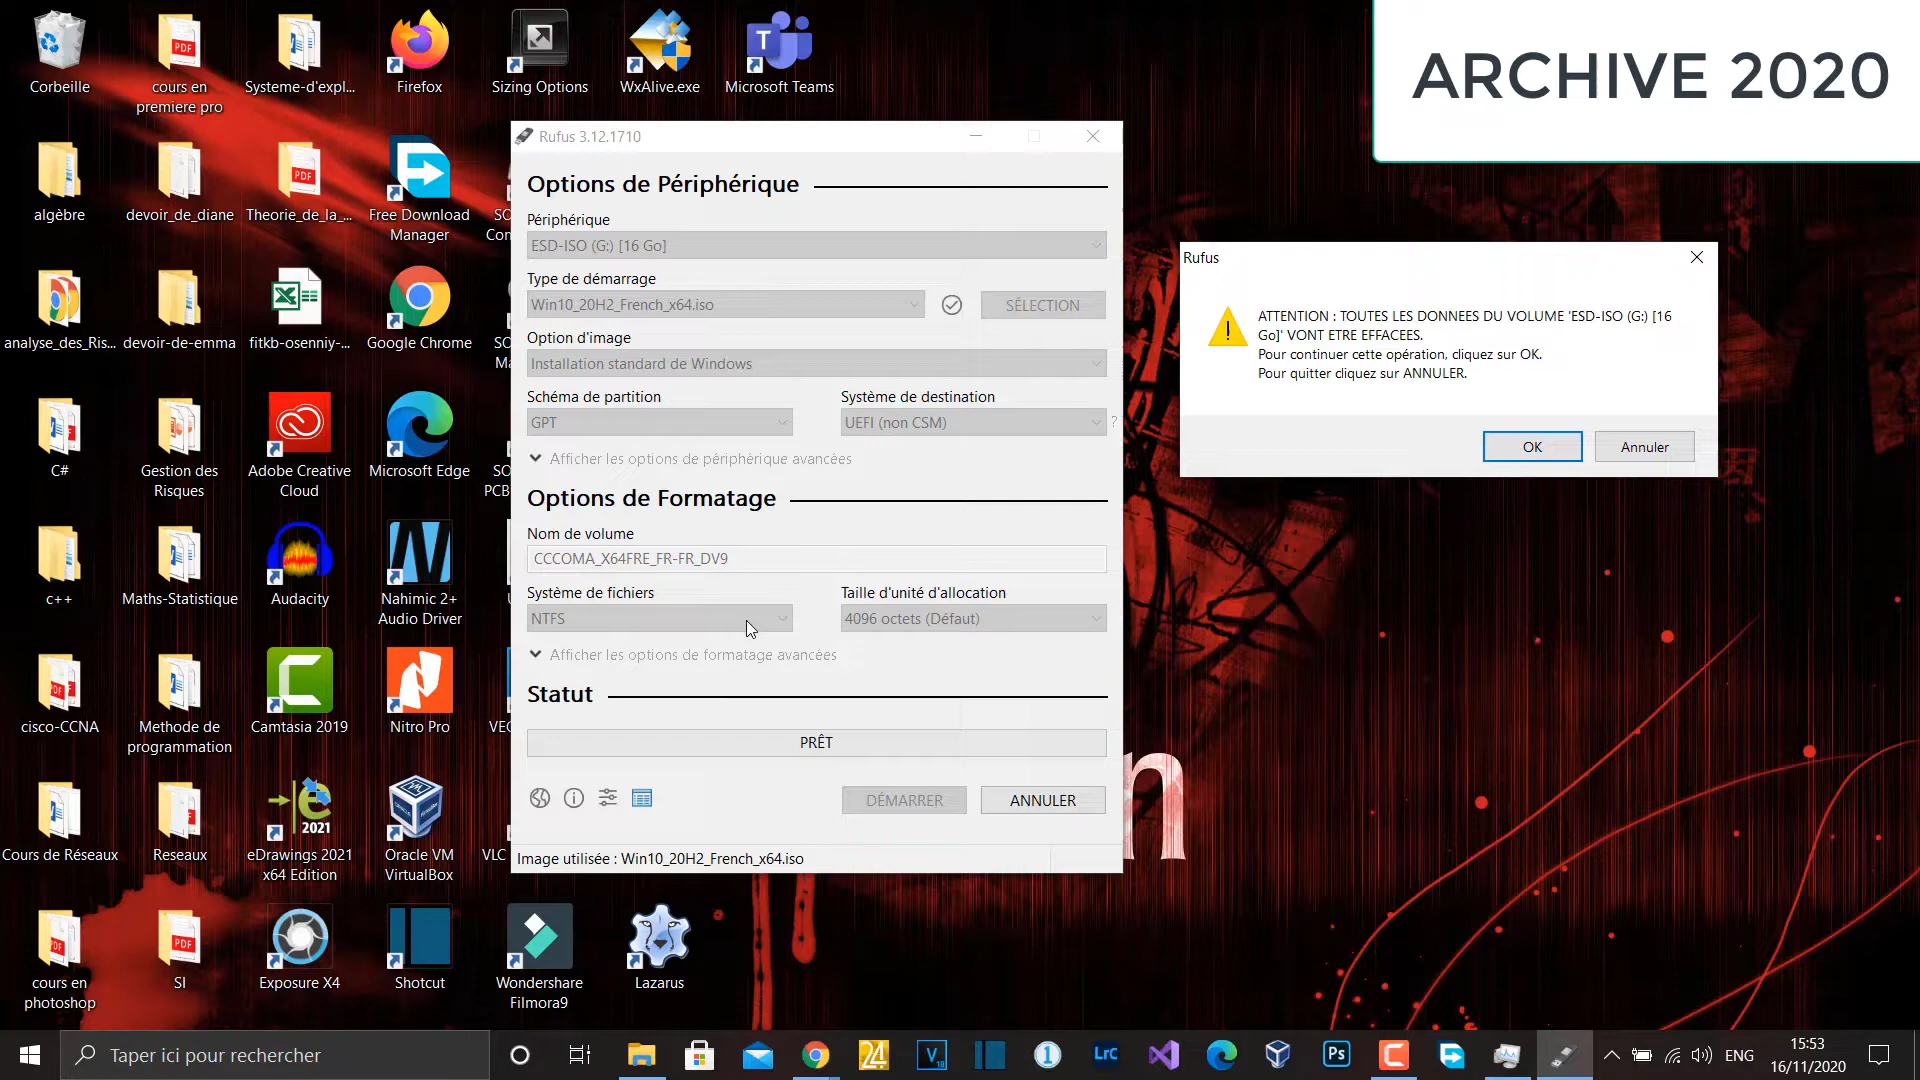 Corbeille
cours en
premiere pro
Systeme-d'expl...
Firefox
Sizing Options
WxAlive.exe
Microsoft Teams
ARCHIVE 2020
algèbre
devoir_de_diane
Theorie_de_la_...
Free Download
Manager
analyse_des_Ris...
devoir-de-emma
fitkb-osenniy-...
Google Chrome
C#
Gestion des
Risques
Adobe Creative
Cloud
Microsoft Edge
c++
Maths-Statistique
Audacity
Nahimic 2+
Audio Driver
cisco-CCNA
Methode de
programmation
Camtasia 2019
Nitro Pro
Cours de Réseaux
Reseaux
eDrawings 2021
x64 Edition
2021
Oracle VM
VirtualBox
VLC
cours en
photoshop
SI
Exposure X4
Shotcut
Wondershare
Filmora9
Lazarus
Rufus 3.12.1710
Options de Périphérique
Périphérique
ESD-ISO (G:) [16 Go]
Type de démarrage
Win10_20H2_French_x64.iso
SÉLECTION
Option d'image
Installation standard de Windows
Schéma de partition
Système de destination
GPT
UEFI (non CSM)
?
Afficher les options de périphérique avancées
Options de Formatage
Nom de volume
CCCOMA_X64FRE_FR-FR_DV9
Système de fichiers
Taille d'unité d'allocation
NTFS
4096 octets (Défaut)
Afficher les options de formatage avancées
Statut
PRÊT
DÉMARRER
ANNULER
Image utilisée : Win10_20H2_French_x64.iso
Rufus
ATTENTION : TOUTES LES DONNEES DU VOLUME 'ESD-ISO (G:) [16
Go]' VONT ETRE EFFACEES.
Pour continuer cette opération, cliquez sur OK.
Pour quitter cliquez sur ANNULER.
OK
Annuler
n
Taper ici pour rechercher
Lrc
Ps
ENG
15:53
16/11/2020